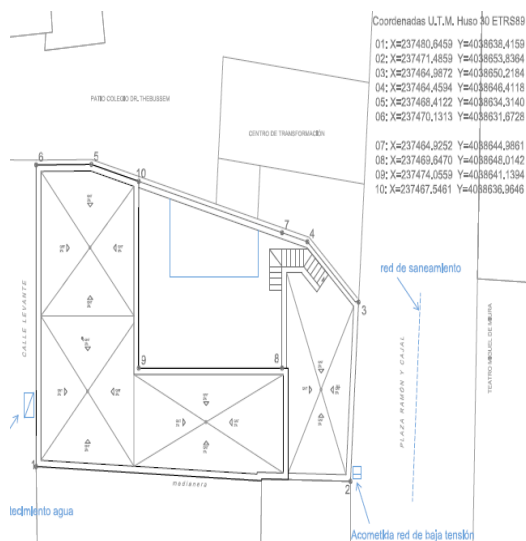 Coordenadas U.T.M. Huso 30 ETRS89
01: X=237480,6459 Y=4038638,4159
02: X=237471,4859 Y=4038653,8364
03: X=237464,9872 Y=4038650,2184
04: X=237464,4594 Y=4038646,4118
05: X=237468,4122 Y=4038634,3140
06: X=237470,1313 Y=4038631,6728
07: X=237464,9252 Y=4038644,9861
08: X=237469,6470 Y=4038648,0142
09: X=237474,0559 Y=4038641,1394
10: X=237467,5461 Y=4038636,9646
PATIO COLEGIO DR. THEBUSSEM
CENTRO DE TRANSFORMACIÓN
6
5
10
7
4
red de saneamiento
3
CALLE LEVANTE
PLAZA RAMÓN Y CAJAL
TEATRO MIGUEL DE MIURA
9
8
1
medianera
2
lecimiento agua
Acometida red de baja tensión